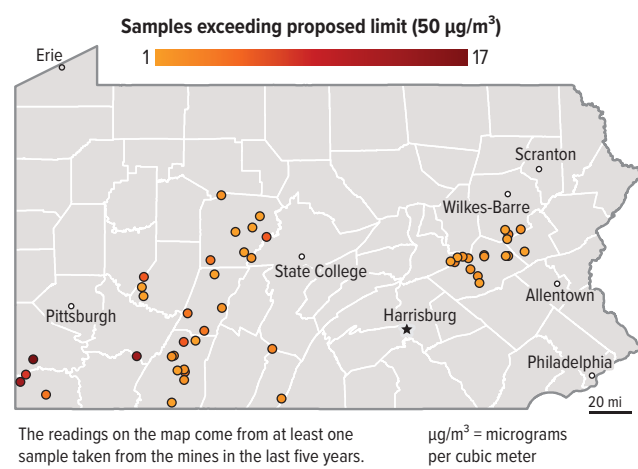 Samples exceeding proposed limit (50 µg/m³)
1 17
Erie
Scranton
Wilkes-Barre
State College
Allentown
Pittsburgh
Harrisburg
Philadelphia
20 mi
The readings on the map come from at least one
sample taken from the mines in the last five years.
µg/m³ = micrograms
per cubic meter